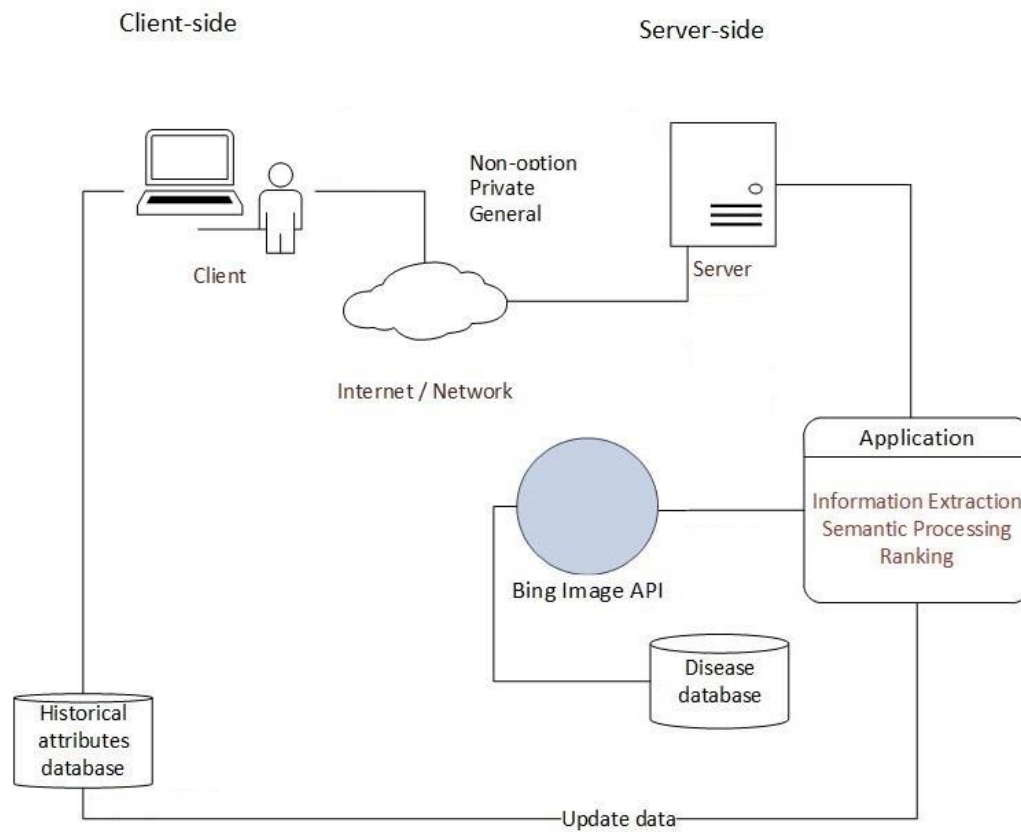 Client-side
Server-side
Non-option
Private
General
Client
Server
Internet / Network
Application
Information Extraction
Semantic Processing
Ranking
Bing Image API
Disease
database
Historical
attributes
database
Update data